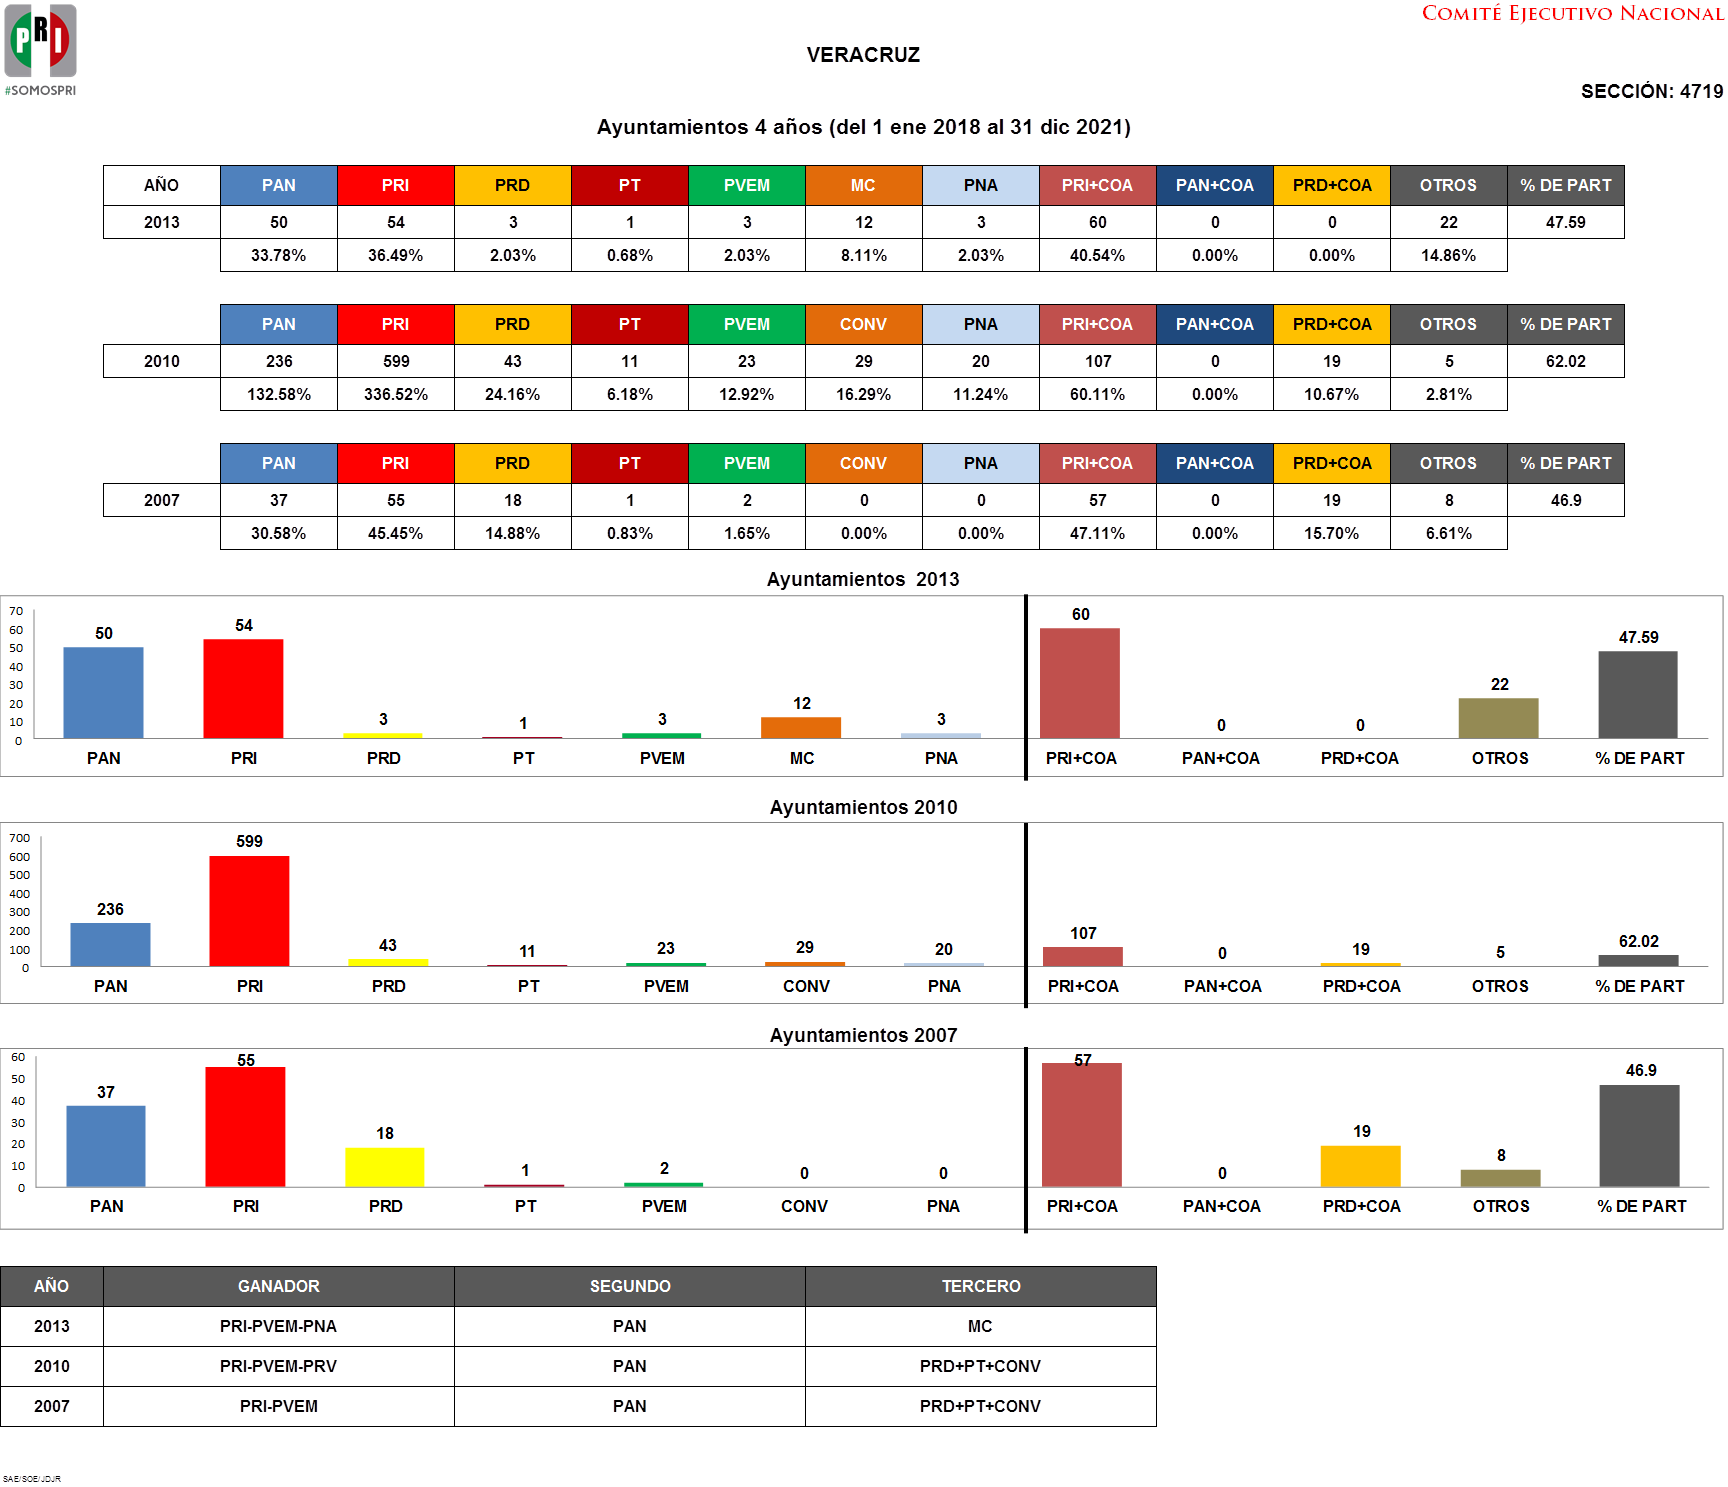 COMITÉ EJECUTIVO NACIONAL
PRI
#SOMOSPRI
VERACRUZ
SECCIÓN: 4719
Ayuntamientos 4 años (del 1 ene 2018 al 31 dic 2021)
AÑO PAN PRI PRD PT PVEM MC PNA PRI+COA PAN+COA PRD+COA OTROS % DE PART
2013 50 54 3 1 3 12 3 60 0 0 22 47.59
33.78% 36.49% 2.03% 0.68% 2.03% 8.11% 2.03% 40.54% 0.00% 0.00% 14.86%
PAN PRI PRD PT PVEM CONV PNA PRI+COA PAN+COA PRD+COA OTROS % DE PART
2010 236 599 43 11 23 29 20 107 0 19 5 62.02
132.58% 336.52% 24.16% 6.18% 12.92% 16.29% 11.24% 60.11% 0.00% 10.67% 2.81%
PAN PRI PRD PT PVEM CONV PNA PRI+COA PAN+COA PRD+COA OTROS % DE PART
2007 37 55 18 1 2 0 0 57 0 19 8 46.9
30.58% 45.45% 14.88% 0.83% 1.65% 0.00% 0.00% 47.11% 0.00% 15.70% 6.61%
Ayuntamientos 2013
70
60
50
40
30
20
10
0
50 54 3 1 3 12 3 60 0 0 22 47.59
PAN PRI PRD PT PVEM MC PNA PRI+COA PAN+COA PRD+COA OTROS % DE PART
Ayuntamientos 2010
700
600
500
400
300
200
100
0
236 599 43 11 23 29 20 107 0 19 5 62.02
PAN PRI PRD PT PVEM CONV PNA PRI+COA PAN+COA PRD+COA OTROS % DE PART
Ayuntamientos 2007
60
50
40
30
20
10
0
37 55 18 1 2 0 0 57 0 19 8 46.9
PAN PRI PRD PT PVEM CONV PNA PRI+COA PAN+COA PRD+COA OTROS % DE PART
AÑO GANADOR SEGUNDO TERCERO
2013 PRI-PVEM-PNA PAN MC
2010 PRI-PVEM-PRV PAN PRD+PT+CONV
2007 PRI-PVEM PAN PRD+PT+CONV
SAE/SOE/JDJR